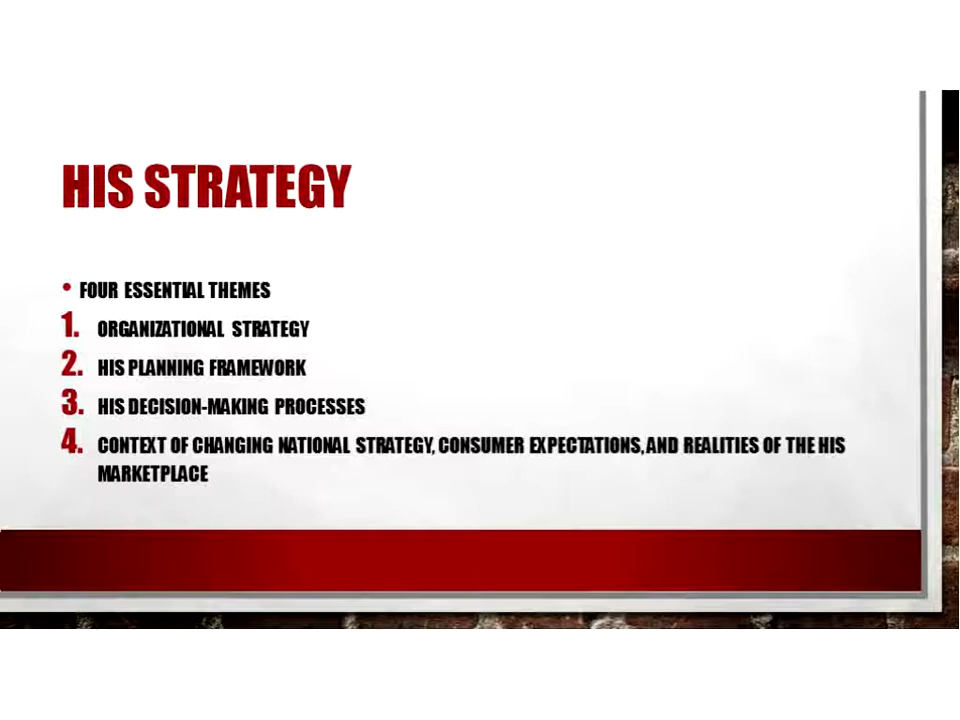 HIS STRATEGY
• FOUR ESSENTIAL THEMES
1. ORGANIZATIONAL STRATEGY
2. HIS PLANNING FRAMEWORK
3. HIS DECISION-MAKING PROCESSES
4. CONTEXT OF CHANGING NATIONAL STRATEGY, CONSUMER EXPECTATIONS, AND REALITIES OF THE HIS
MARKETPLACE